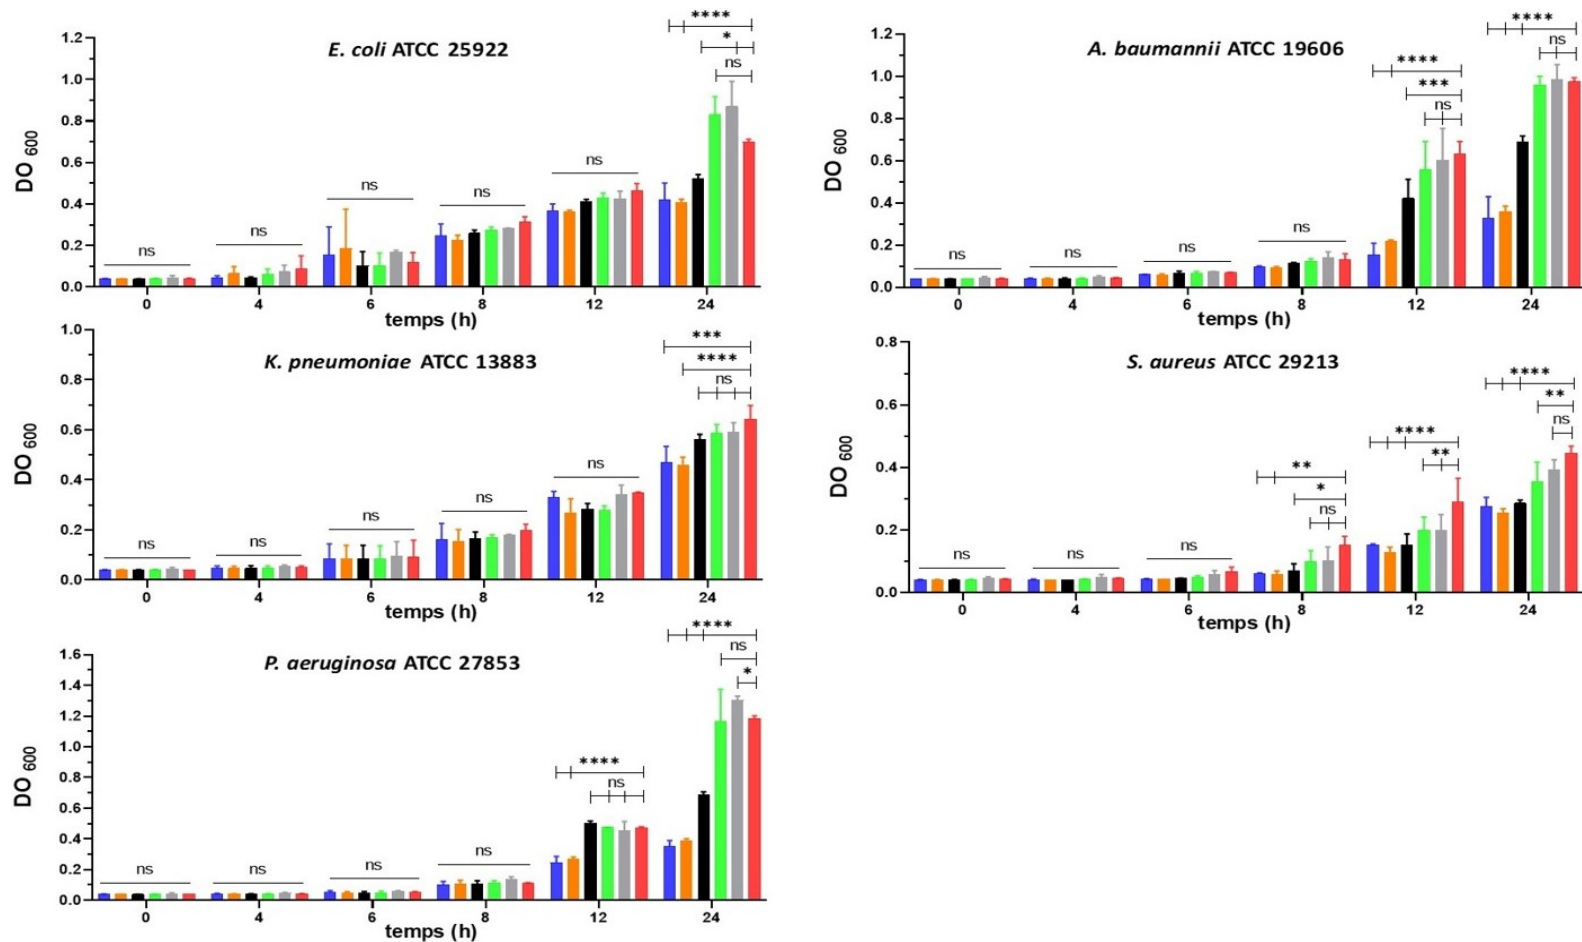 E. coli ATCC 25922
DO 600
1.2
1.0
0.8
0.6
0.4
0.2
0.0
ns
ns
ns
ns
ns
****
*
ns
0 4 6 8 12 24
temps (h)
A. baumannii ATCC 19606
DO 600
1.2
1.0
0.8
0.6
0.4
0.2
0.0
ns
ns
ns
ns
****
***
ns
****
ns
0 4 6 8 12 24
temps (h)
K. pneumoniae ATCC 13883
DO 600
1.0
0.8
0.6
0.4
0.2
0.0
ns
ns
ns
ns
ns
***
****
ns
0 4 6 8 12 24
temps (h)
S. aureus ATCC 29213
DO 600
0.8
0.6
0.4
0.2
0.0
ns
ns
ns
**
*
ns
****
**
****
**
ns
0 4 6 8 12 24
temps (h)
P. aeruginosa ATCC 27853
DO 600
1.6
1.4
1.2
1.0
0.8
0.6
0.4
0.2
0.0
ns
ns
ns
ns
****
ns
****
ns
*
0 4 6 8 12 24
temps (h)